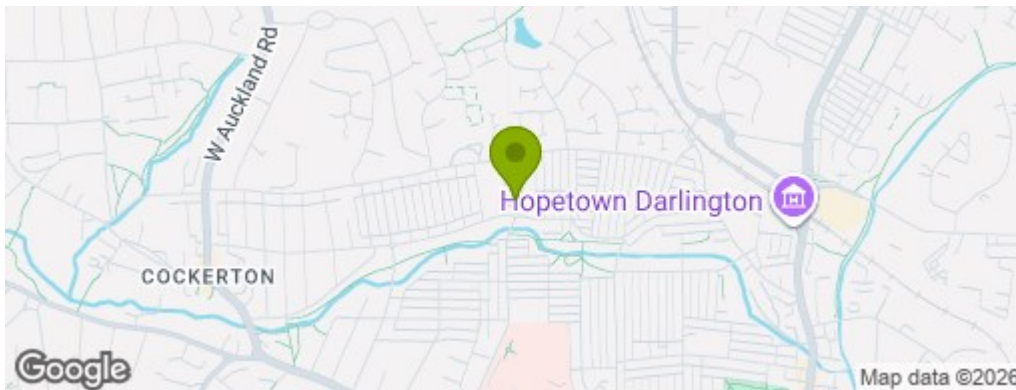 W Auckland Rd
Hopetown Darlington
COCKERTON
Google
Map data ©2026